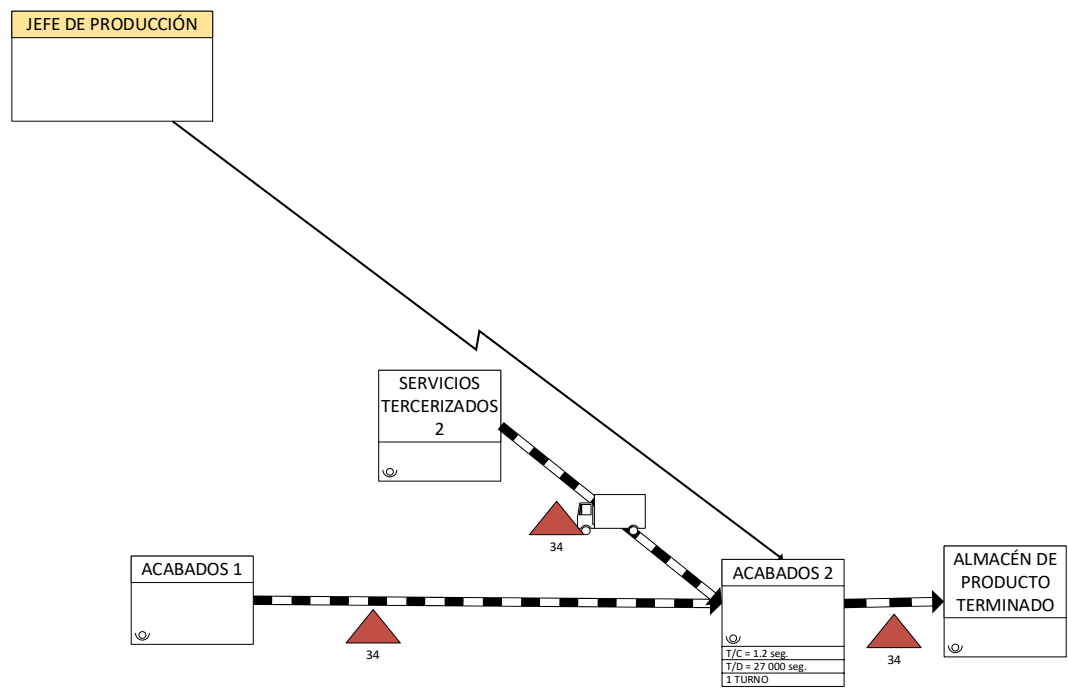 JEFE DE PRODUCCIÓN
SERVICIOS
TERCERIZADOS
2
34
ACABADOS 1
34
ACABADOS 2
T/C = 1.2 seg.
T/D = 27 000 seg.
1 TURNO
34
ALMACÉN DE
PRODUCTO
TERMINADO